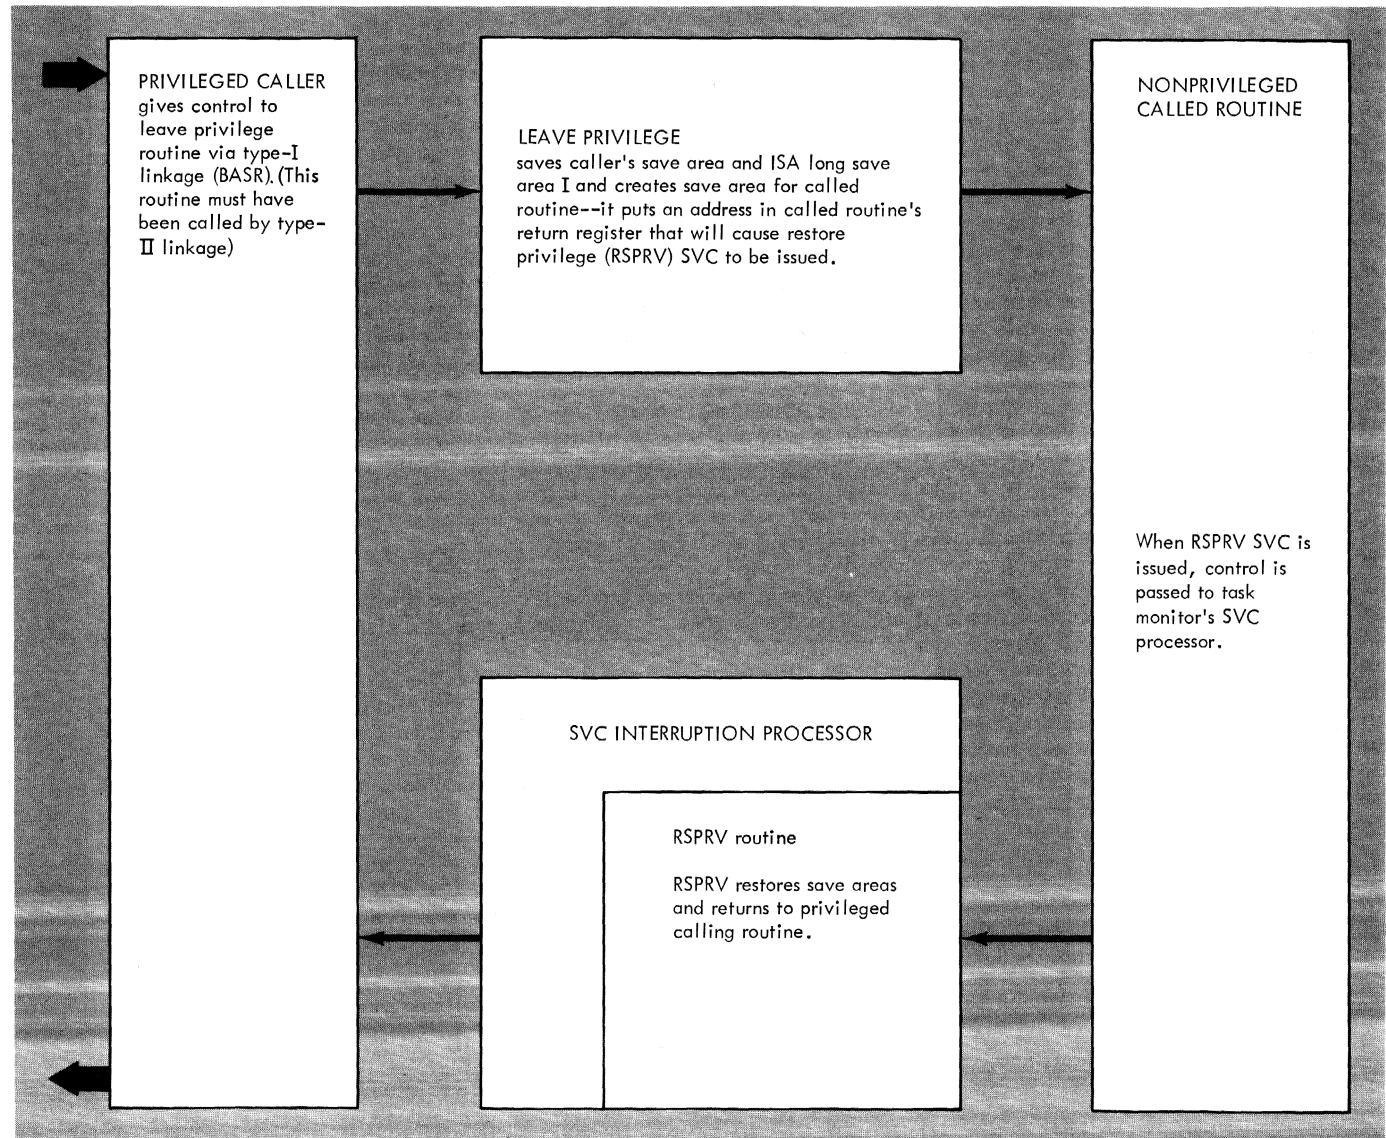 PRIVILEGED CALLER
gives control to
leave privilege
routine via type-I
linkage (BASR). (This
routine must have
been called by type-
II linkage)
LEAVE PRIVILEGE
saves caller's save area and ISA long save
area I and creates save area for called
routine--it puts an address in called routine's
return register that will cause restore
privilege (RSPRV) SVC to be issued.
NONPRIVILEGED
CALLED ROUTINE
When RSPRV SVC is
issued, control is
passed to task
monitor's SVC
processor.
SVC INTERRUPTION PROCESSOR
RSPRV routine
RSPRV restores save areas
and returns to privileged
calling routine.